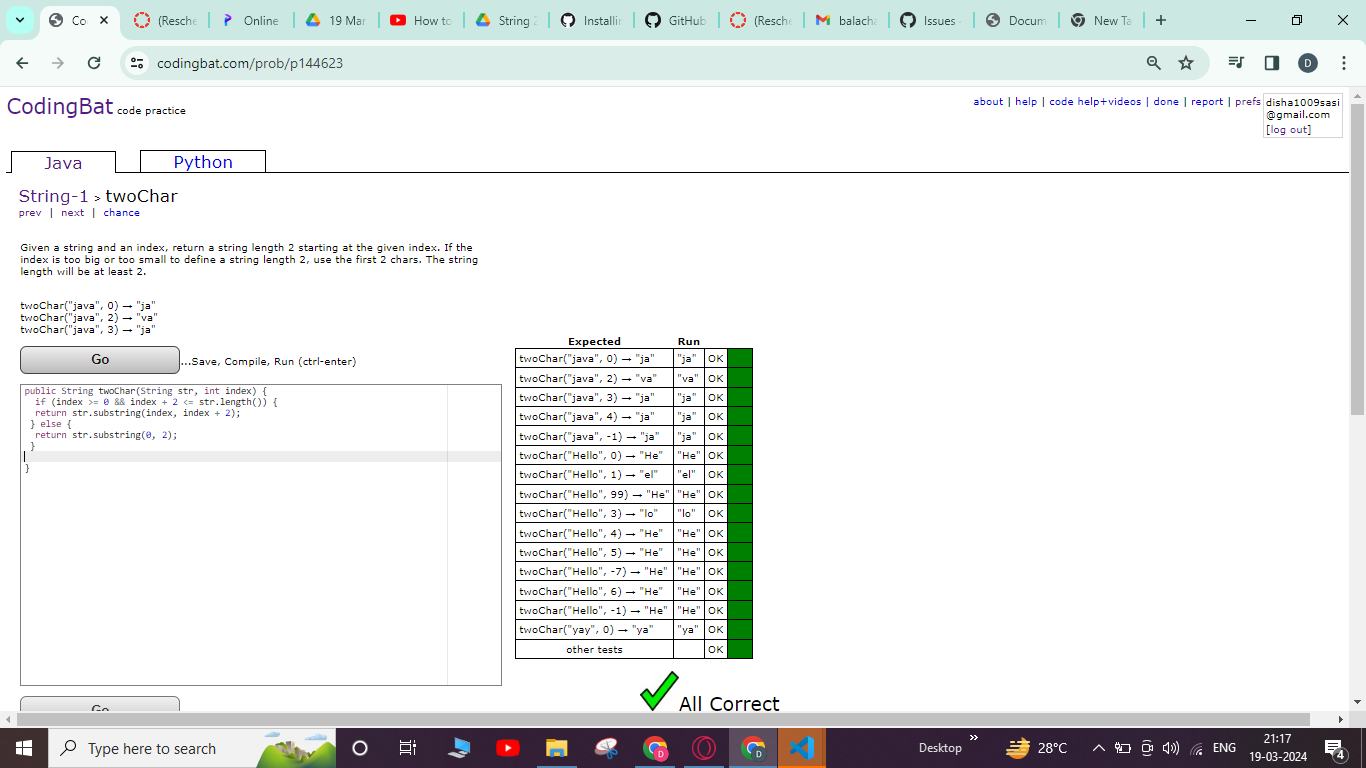 Co
(Resche
Online
19 Mar
How to
String 2
Installin
GitHub
(Resche
balacha
Issues
Docum
New Ta
codingbat.com/prob/p144623
D
CodingBat code practice
about | help | code help+videos | done | report | prefs
disha1009sasi
@gmail.com
[log out]
Java
Python
String-1 > twoChar
prev | next | chance
Given a string and an index, return a string length 2 starting at the given index. If the
index is too big or too small to define a string length 2, use the first 2 chars. The string
length will be at least 2.
twoChar("java", 0) → "ja"
twoChar("java", 2) → "va"
twoChar("java", 3) → "ja"
Go ...Save, Compile, Run (ctrl-enter)
public String twoChar(String str, int index) {
if (index >= 0 && index + 2 <= str.length()) {
return str.substring(index, index + 2);
} else {
return str.substring(0, 2);
}
}
Expected Run
twoChar("java", 0) → "ja" "ja" OK
twoChar("java", 2) → "va" "va" OK
twoChar("java", 3) → "ja" "ja" OK
twoChar("java", 4) → "ja" "ja" OK
twoChar("java", -1) → "ja" "ja" OK
twoChar("Hello", 0) → "He" "He" OK
twoChar("Hello", 1) → "el" "el" OK
twoChar("Hello", 99) → "He" "He" OK
twoChar("Hello", 3) → "lo" "lo" OK
twoChar("Hello", 4) → "He" "He" OK
twoChar("Hello", 5) → "He" "He" OK
twoChar("Hello", -7) → "He" "He" OK
twoChar("Hello", 6) → "He" "He" OK
twoChar("Hello", -1) → "He" "He" OK
twoChar("yay", 0) → "ya" "ya" OK
other tests OK
All Correct
Go
Type here to search
D
D
Desktop
28°C
ENG
21:17
19-03-2024
4